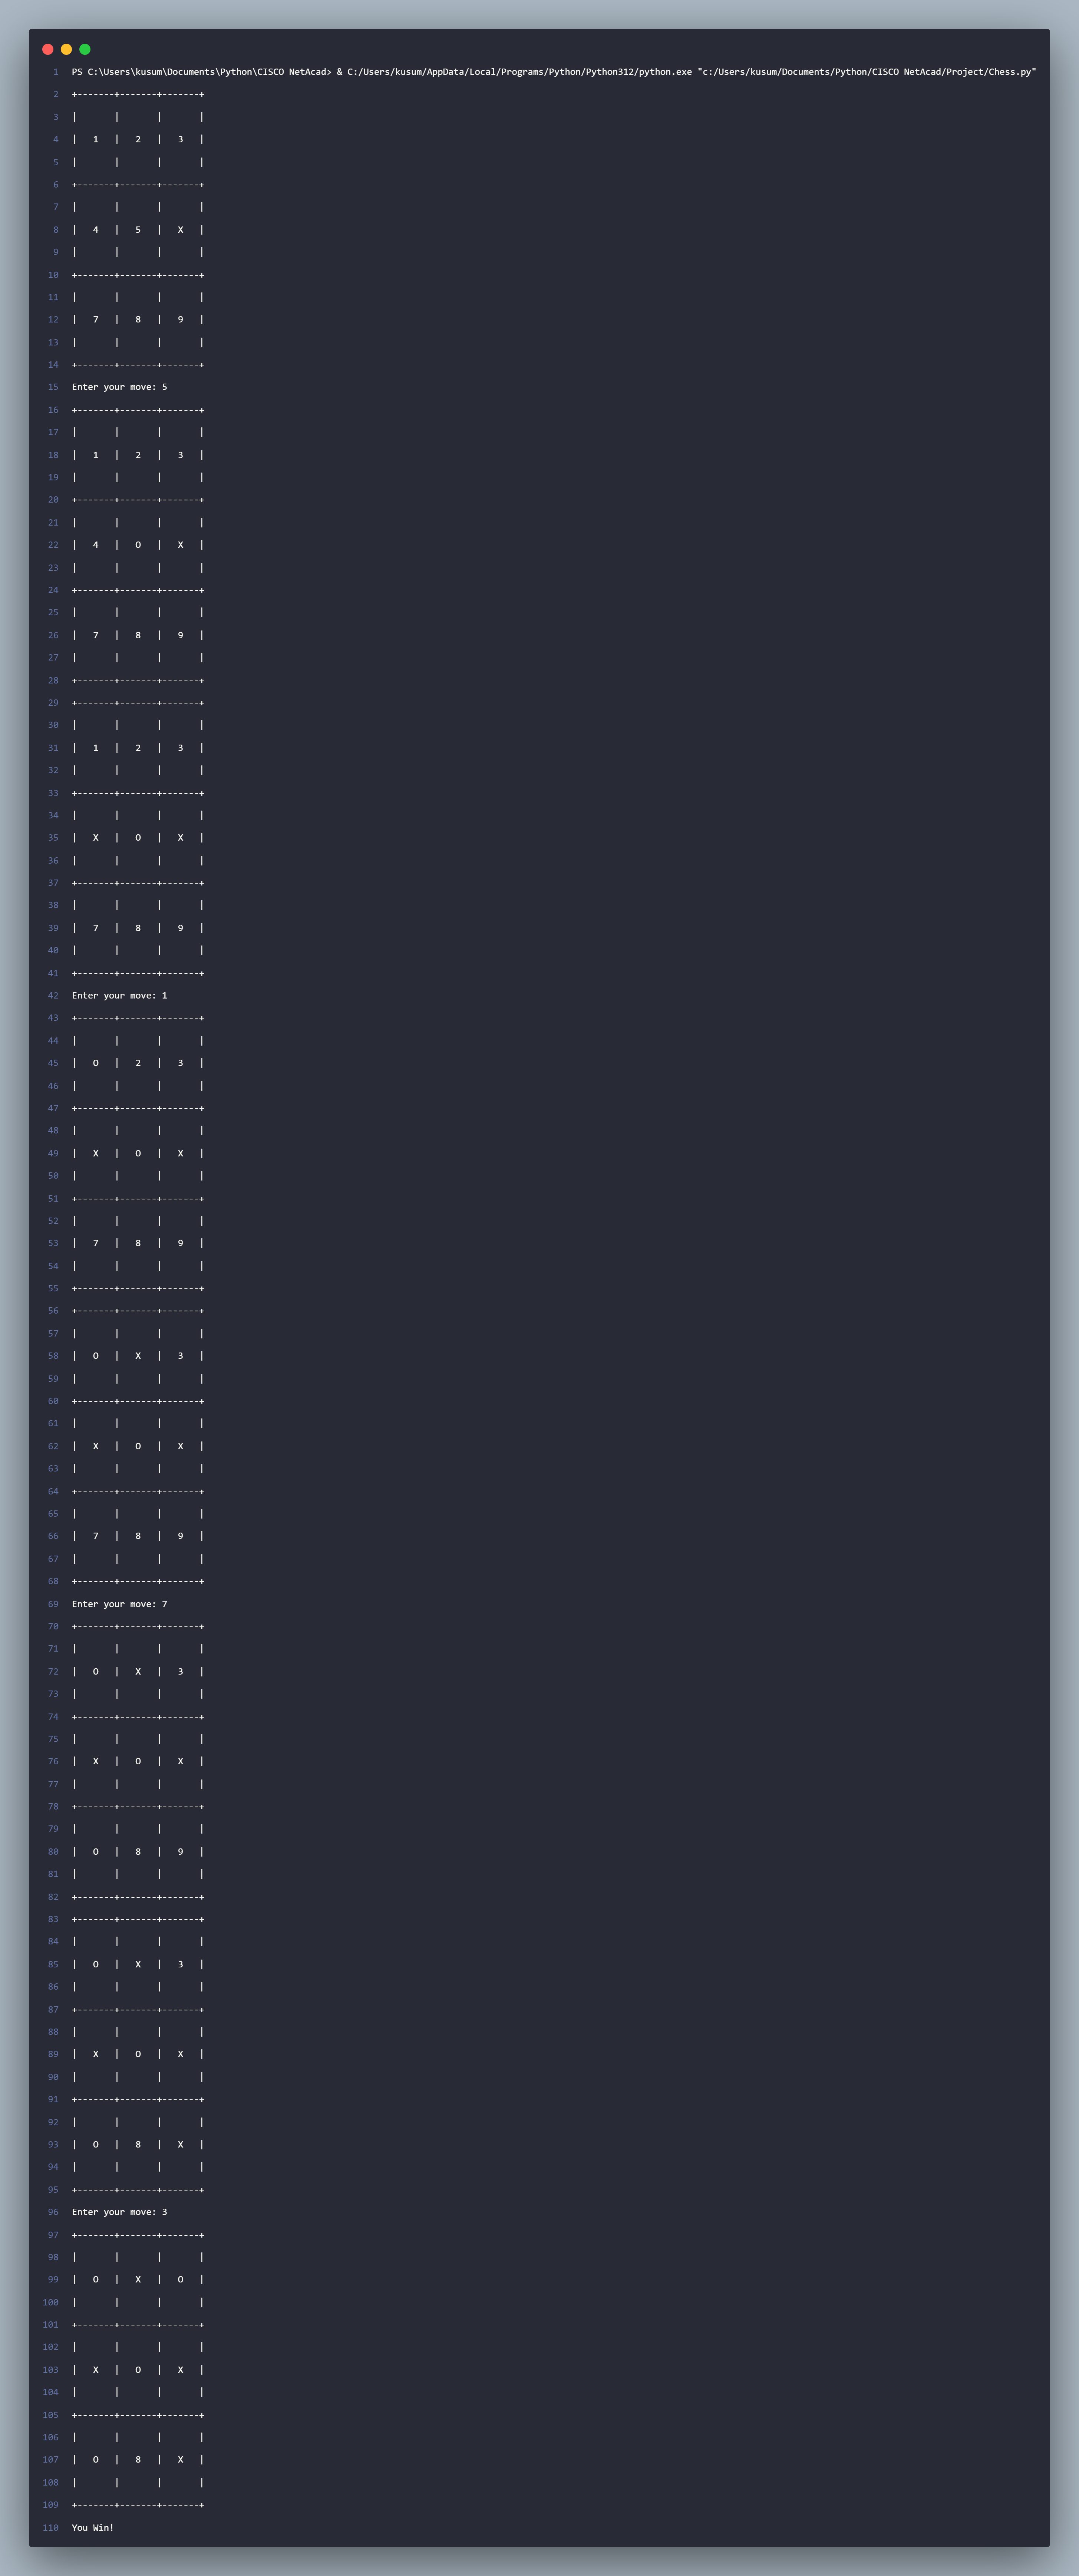 1 PS C:\Users\kusum\Documents\Python\CISCO NetAcad> & C:/Users/kusum/AppData/Local/Programs/Python/Python312/python.exe "c:/Users/kusum/Documents/Python/CISCO NetAcad/Project/Chess.py"
2 +-------+-------+-------+
3 |       |       |       |
4 |   1   |   2   |   3   |
5 |       |       |       |
6 +-------+-------+-------+
7 |       |       |       |
8 |   4   |   5   |   X   |
9 |       |       |       |
10 +-------+-------+-------+
11 |       |       |       |
12 |   7   |   8   |   9   |
13 |       |       |       |
14 +-------+-------+-------+
15 Enter your move: 5
16 +-------+-------+-------+
17 |       |       |       |
18 |   1   |   2   |   3   |
19 |       |       |       |
20 +-------+-------+-------+
21 |       |       |       |
22 |   4   |   O   |   X   |
23 |       |       |       |
24 +-------+-------+-------+
25 |       |       |       |
26 |   7   |   8   |   9   |
27 |       |       |       |
28 +-------+-------+-------+
29 +-------+-------+-------+
30 |       |       |       |
31 |   1   |   2   |   3   |
32 |       |       |       |
33 +-------+-------+-------+
34 |       |       |       |
35 |   X   |   O   |   X   |
36 |       |       |       |
37 +-------+-------+-------+
38 |       |       |       |
39 |   7   |   8   |   9   |
40 |       |       |       |
41 +-------+-------+-------+
42 Enter your move: 1
43 +-------+-------+-------+
44 |       |       |       |
45 |   O   |   2   |   3   |
46 |       |       |       |
47 +-------+-------+-------+
48 |       |       |       |
49 |   X   |   O   |   X   |
50 |       |       |       |
51 +-------+-------+-------+
52 |       |       |       |
53 |   7   |   8   |   9   |
54 |       |       |       |
55 +-------+-------+-------+
56 +-------+-------+-------+
57 |       |       |       |
58 |   O   |   X   |   3   |
59 |       |       |       |
60 +-------+-------+-------+
61 |       |       |       |
62 |   X   |   O   |   X   |
63 |       |       |       |
64 +-------+-------+-------+
65 |       |       |       |
66 |   7   |   8   |   9   |
67 |       |       |       |
68 +-------+-------+-------+
69 Enter your move: 7
70 +-------+-------+-------+
71 |       |       |       |
72 |   O   |   X   |   3   |
73 |       |       |       |
74 +-------+-------+-------+
75 |       |       |       |
76 |   X   |   O   |   X   |
77 |       |       |       |
78 +-------+-------+-------+
79 |       |       |       |
80 |   O   |   8   |   9   |
81 |       |       |       |
82 +-------+-------+-------+
83 +-------+-------+-------+
84 |       |       |       |
85 |   O   |   X   |   3   |
86 |       |       |       |
87 +-------+-------+-------+
88 |       |       |       |
89 |   X   |   O   |   X   |
90 |       |       |       |
91 +-------+-------+-------+
92 |       |       |       |
93 |   O   |   8   |   X   |
94 |       |       |       |
95 +-------+-------+-------+
96 Enter your move: 3
97 +-------+-------+-------+
98 |       |       |       |
99 |   O   |   X   |   O   |
100 |       |       |       |
101 +-------+-------+-------+
102 |       |       |       |
103 |   X   |   O   |   X   |
104 |       |       |       |
105 +-------+-------+-------+
106 |       |       |       |
107 |   O   |   8   |   X   |
108 |       |       |       |
109 +-------+-------+-------+
110 You Win!